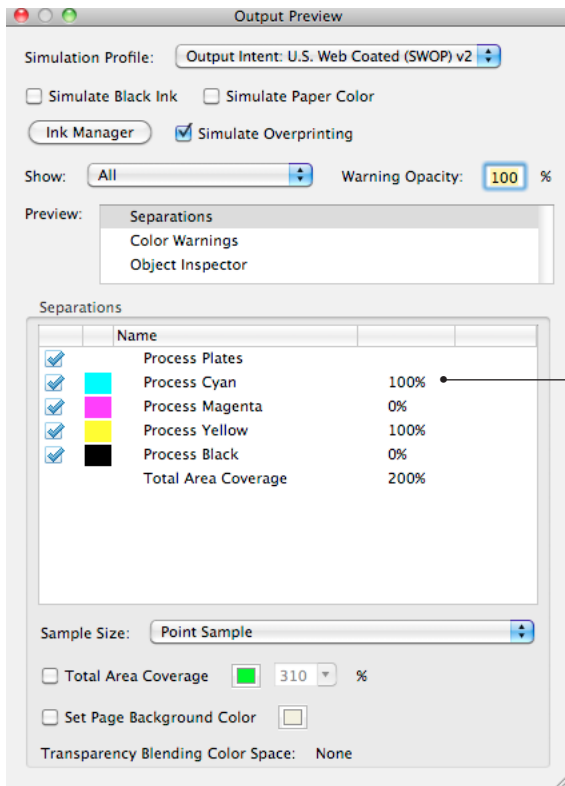 Output Preview
Simulation Profile: Output Intent: U.S. Web Coated (SWOP) v2
Simulate Black Ink Simulate Paper Color
Ink Manager Simulate Overprinting
Show: All Warning Opacity: 100 %
Preview: Separations
Color Warnings
Object Inspector
Separations
Name
Process Plates
Process Cyan 100%
Process Magenta 0%
Process Yellow 100%
Process Black 0%
Total Area Coverage 200%
Sample Size: Point Sample
Total Area Coverage 310 %
Set Page Background Color
Transparency Blending Color Space: None